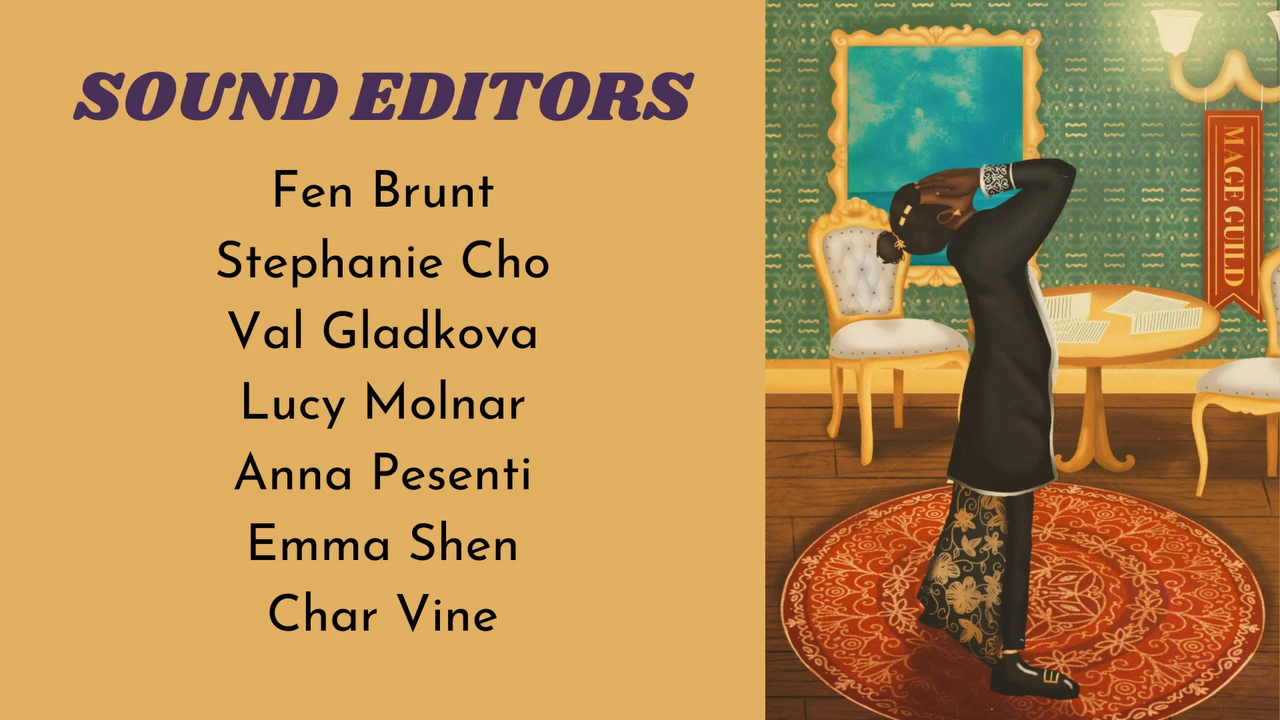 SOUND EDITORS
Fen Brunt
Stephanie Cho
Val Gladkova
Lucy Molnar
Anna Pesenti
Emma Shen
Char Vine
MAGE GUILD